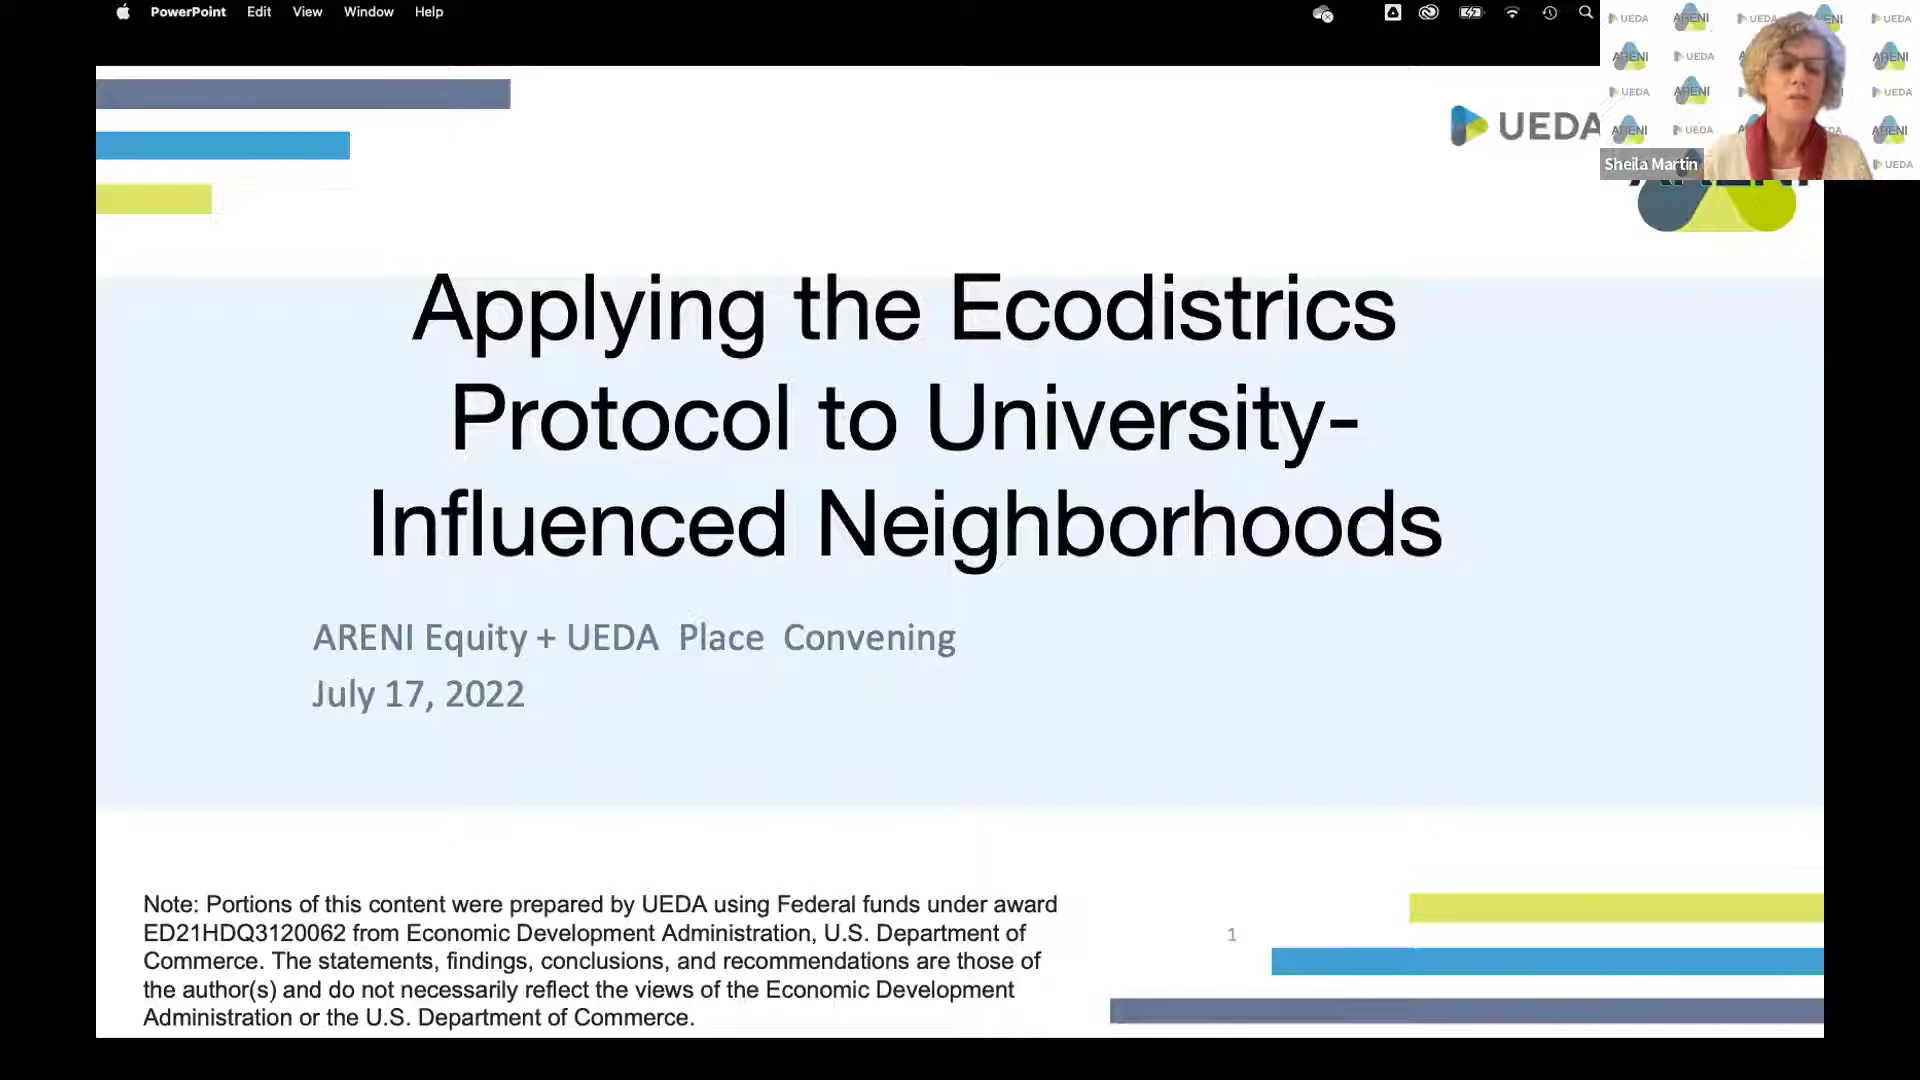 PowerPoint Edit View Window Help
UEDA
Sheila Martin
Applying the Ecodistrics
Protocol to University-
Influenced Neighborhoods
ARENI Equity + UEDA Place Convening
July 17, 2022
Note: Portions of this content were prepared by UEDA using Federal funds under award
ED21HDQ3120062 from Economic Development Administration, U.S. Department of
Commerce. The statements, findings, conclusions, and recommendations are those of
the author(s) and do not necessarily reflect the views of the Economic Development
Administration or the U.S. Department of Commerce.
1